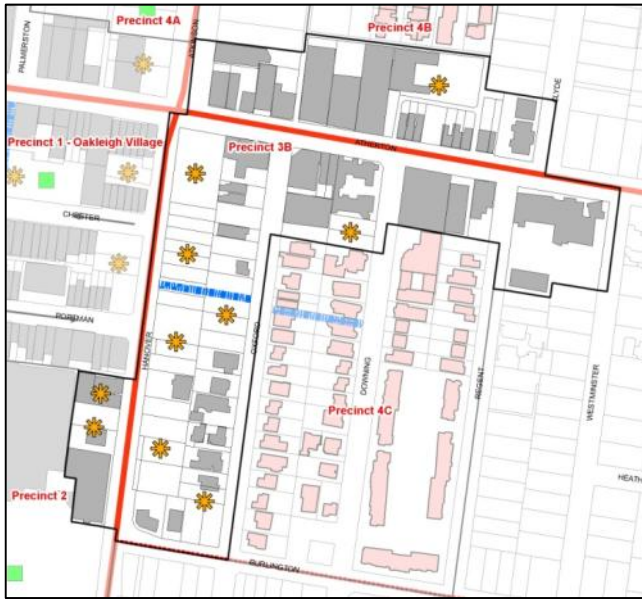 Precinct 4A
Precinct 4B
PALMERSTON
ATKINSON
CLYDE
Precinct 1 - Oakleigh Village
Precinct 3B
ATHERTON
CHESTER
PORTMAN
HANOVER
OXFORD
DOWNING
REGENT
WESTMINSTER
Precinct 4C
Precinct 2
HEATH
BURLINGTON